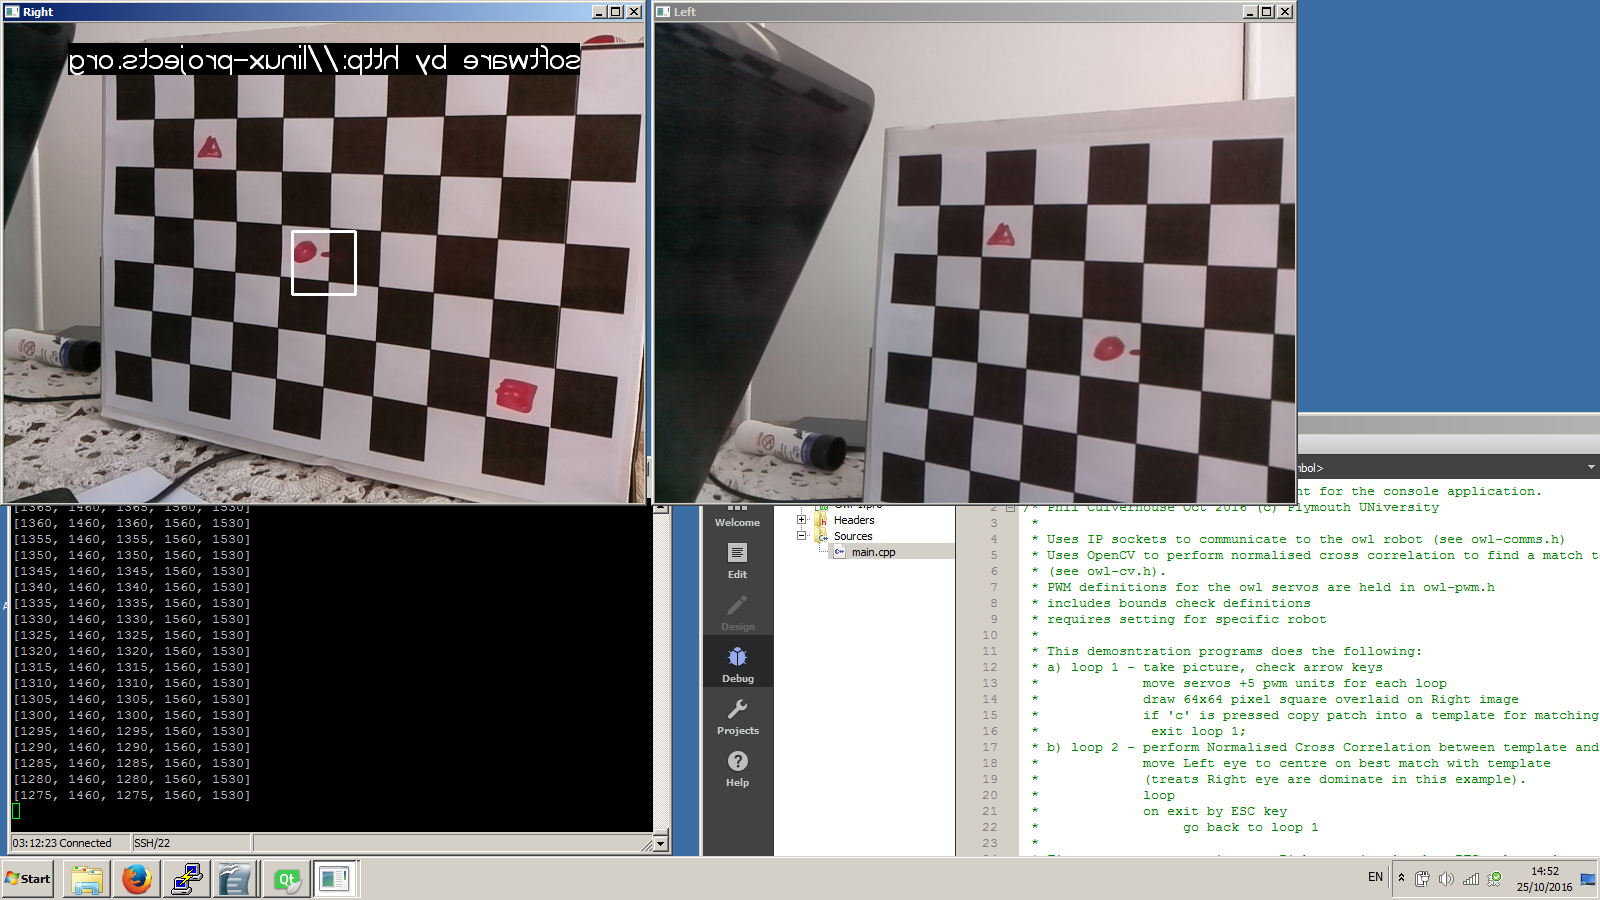 Right
Left
software by http://linux-projects.org
[1365, 1460, 1365, 1560, 1530]
[1360, 1460, 1360, 1560, 1530]
[1355, 1460, 1355, 1560, 1530]
[1350, 1460, 1350, 1560, 1530]
[1345, 1460, 1345, 1560, 1530]
[1340, 1460, 1340, 1560, 1530]
[1335, 1460, 1335, 1560, 1530]
[1330, 1460, 1330, 1560, 1530]
[1325, 1460, 1325, 1560, 1530]
[1320, 1460, 1320, 1560, 1530]
[1315, 1460, 1315, 1560, 1530]
[1310, 1460, 1310, 1560, 1530]
[1305, 1460, 1305, 1560, 1530]
[1300, 1460, 1300, 1560, 1530]
[1295, 1460, 1295, 1560, 1530]
[1290, 1460, 1290, 1560, 1530]
[1285, 1460, 1285, 1560, 1530]
[1280, 1460, 1280, 1560, 1530]
[1275, 1460, 1275, 1560, 1530]
03:12:23 Connected
SSH/22
Welcome
Edit
Design
Debug
Projects
Help
Headers
Sources
main.cpp
nbol>
nt for the console application.
2 /* Phil Culverhouse Oct 2016 (c) Plymouth UNiversity
3 *
4 * Uses IP sockets to communicate to the owl robot (see owl-comms.h)
5 * Uses OpenCV to perform normalised cross correlation to find a match t
6 * (see owl-cv.h).
7 * PWM definitions for the owl servos are held in owl-pwm.h
8 * includes bounds check definitions
9 * requires setting for specific robot
10 *
11 * This demosntration programs does the following:
12 * a) loop 1 - take picture, check arrow keys
13 * move servos +5 pwm units for each loop
14 * draw 64x64 pixel square overlaid on Right image
15 * if 'c' is pressed copy patch into a template for matching
16 * exit loop 1;
17 * b) loop 2 - perform Normalised Cross Correlation between template and
18 * move Left eye to centre on best match with template
19 * (treats Right eye are dominate in this example).
20 * loop
21 * on exit by ESC key
22 * go back to loop 1
23 *
Start
Qt
EN
14:52
25/10/2016